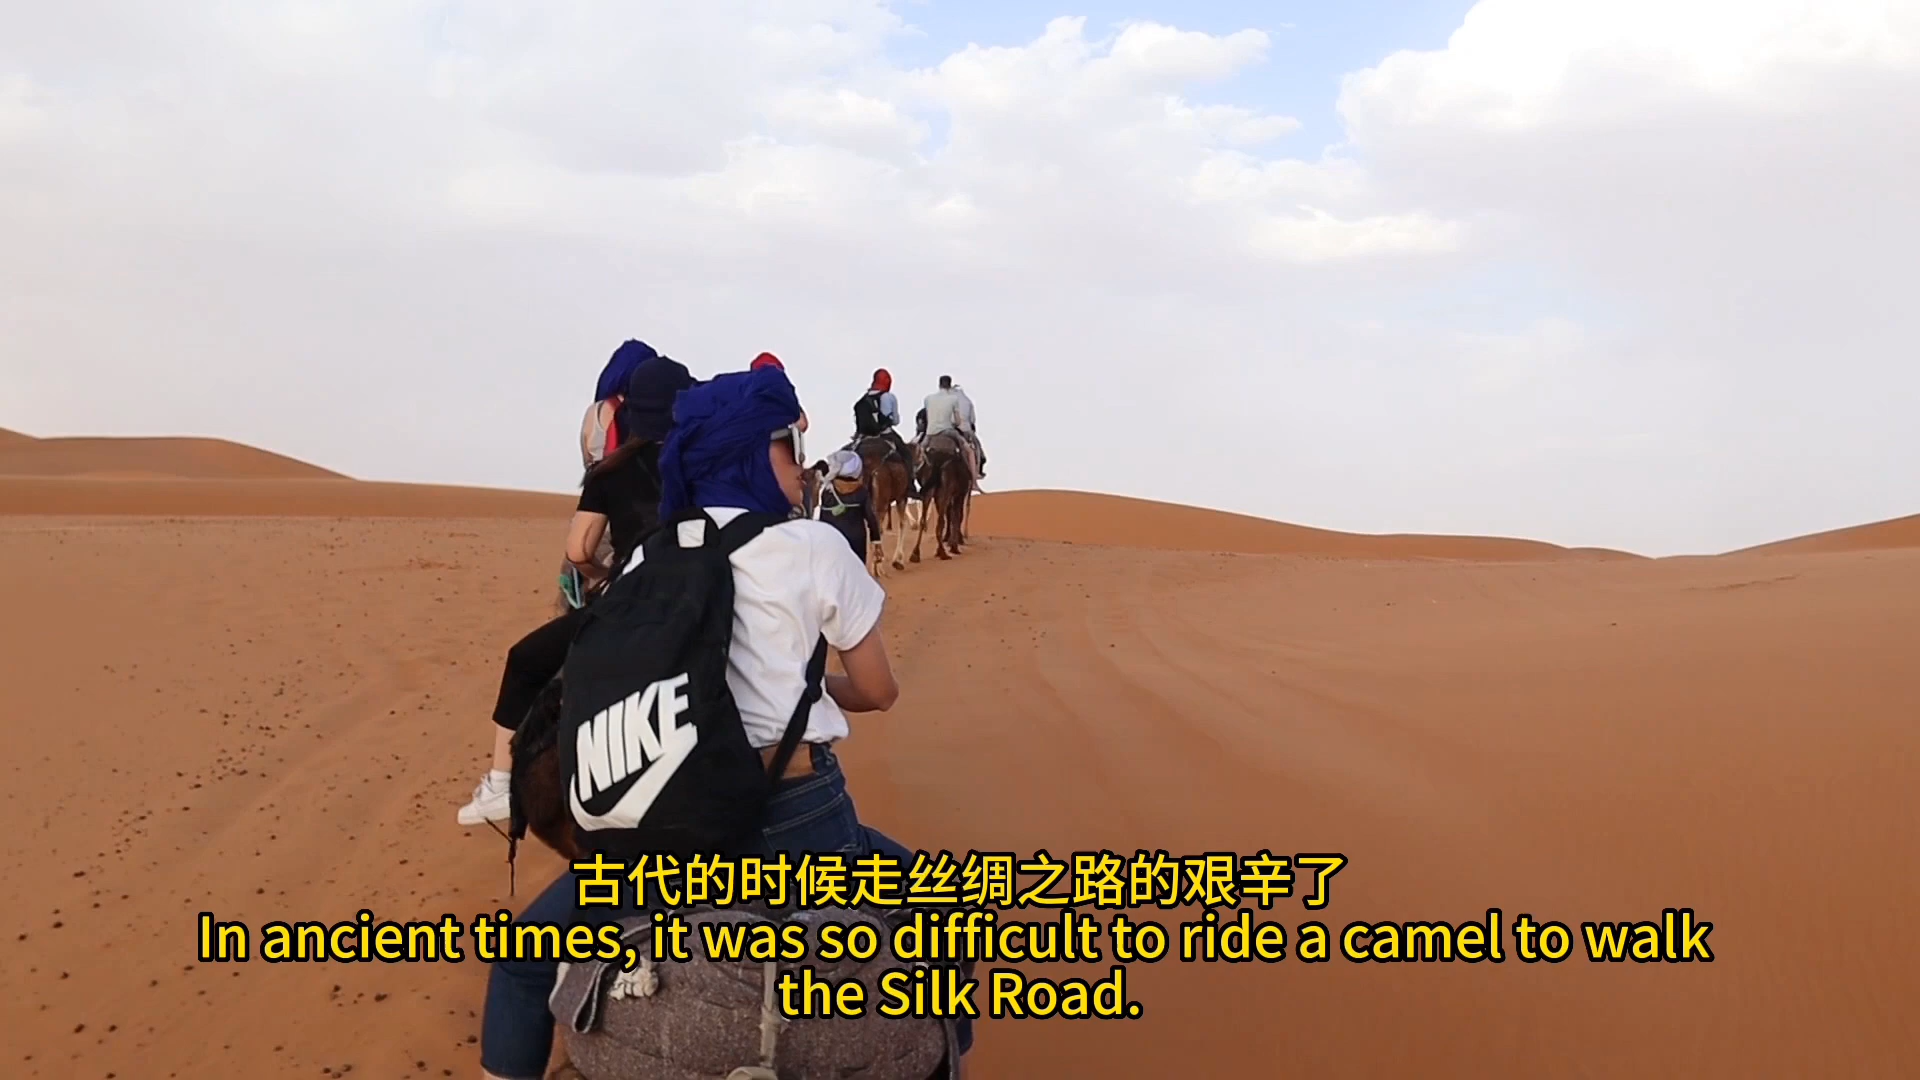 NIKE
古代的时候走丝绸之路的艰辛了
In ancient times, it was so difficult to ride a camel to walk
the Silk Road.